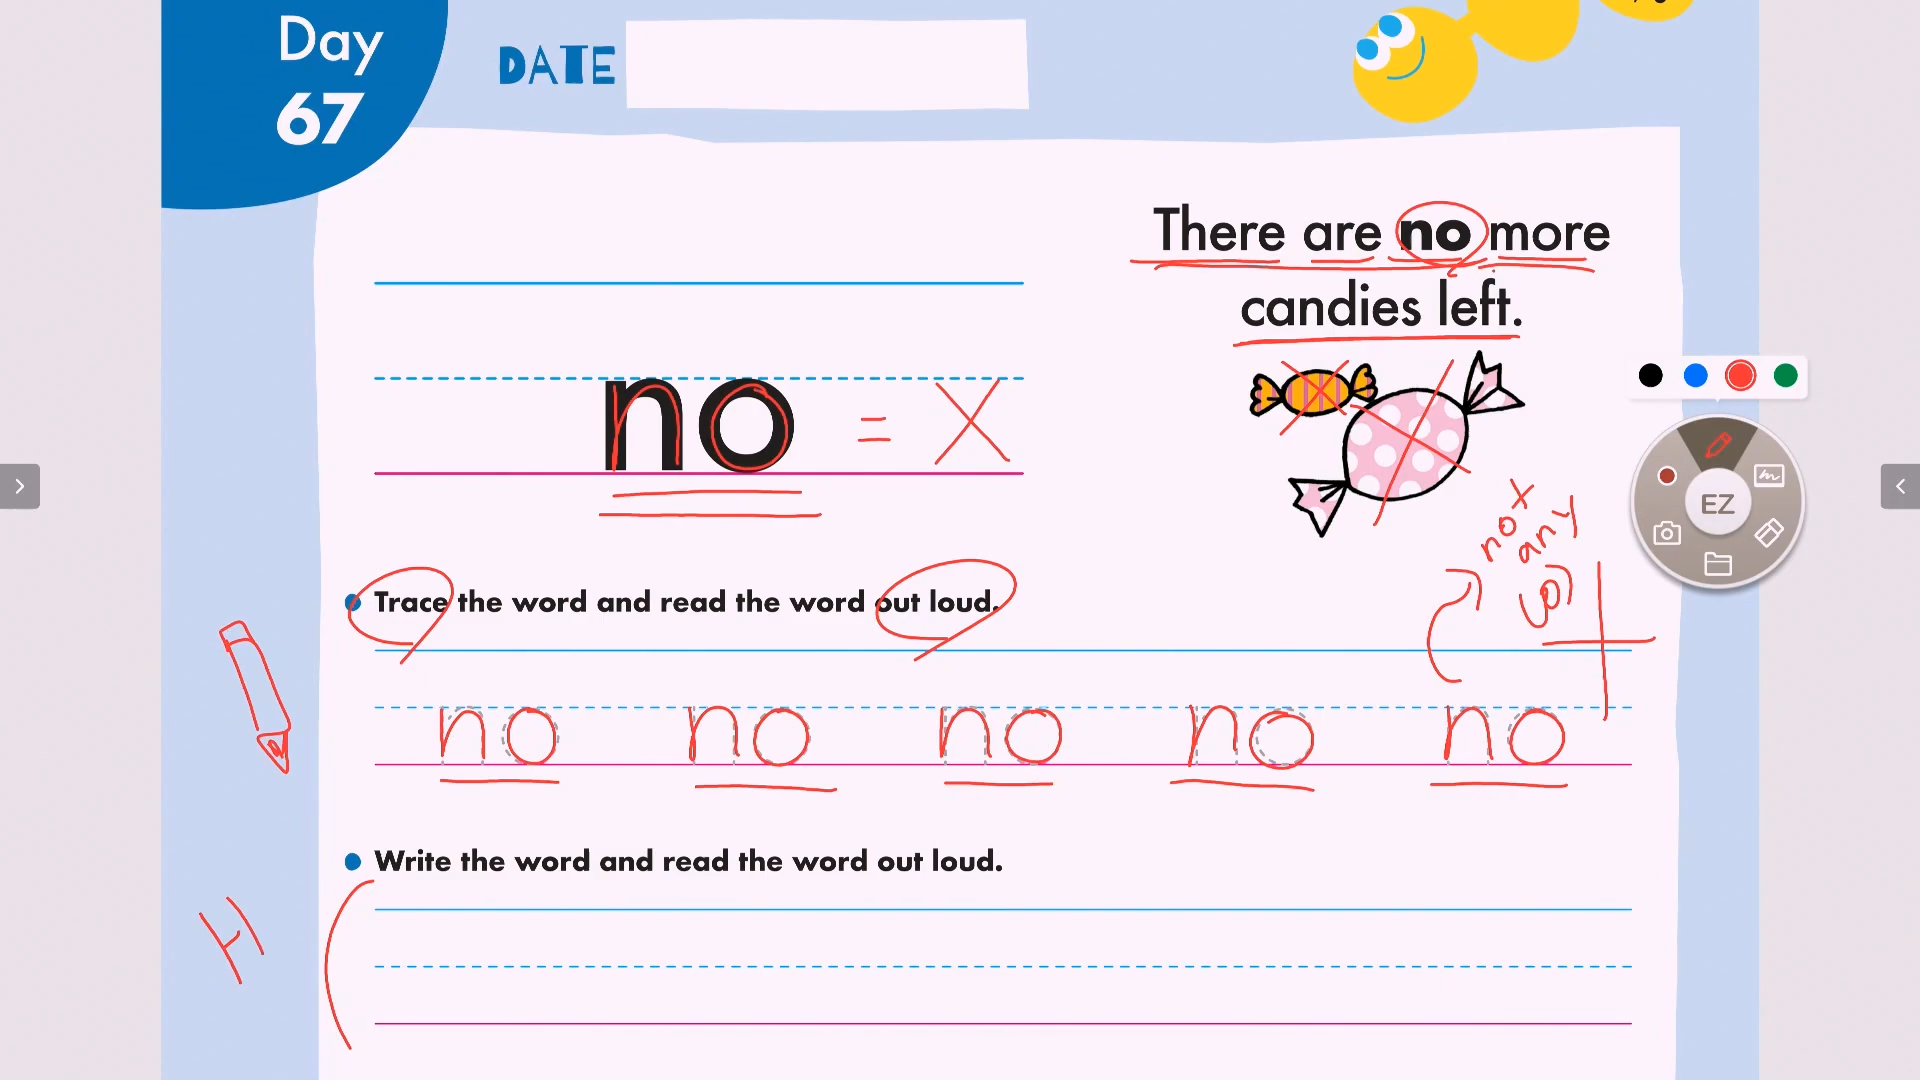 Day
67
DATE
There are no more
candies left.
no = X
EZ
x
no
any
Trace the word and read the word out loud.
no no no no no
Write the word and read the word out loud.
H